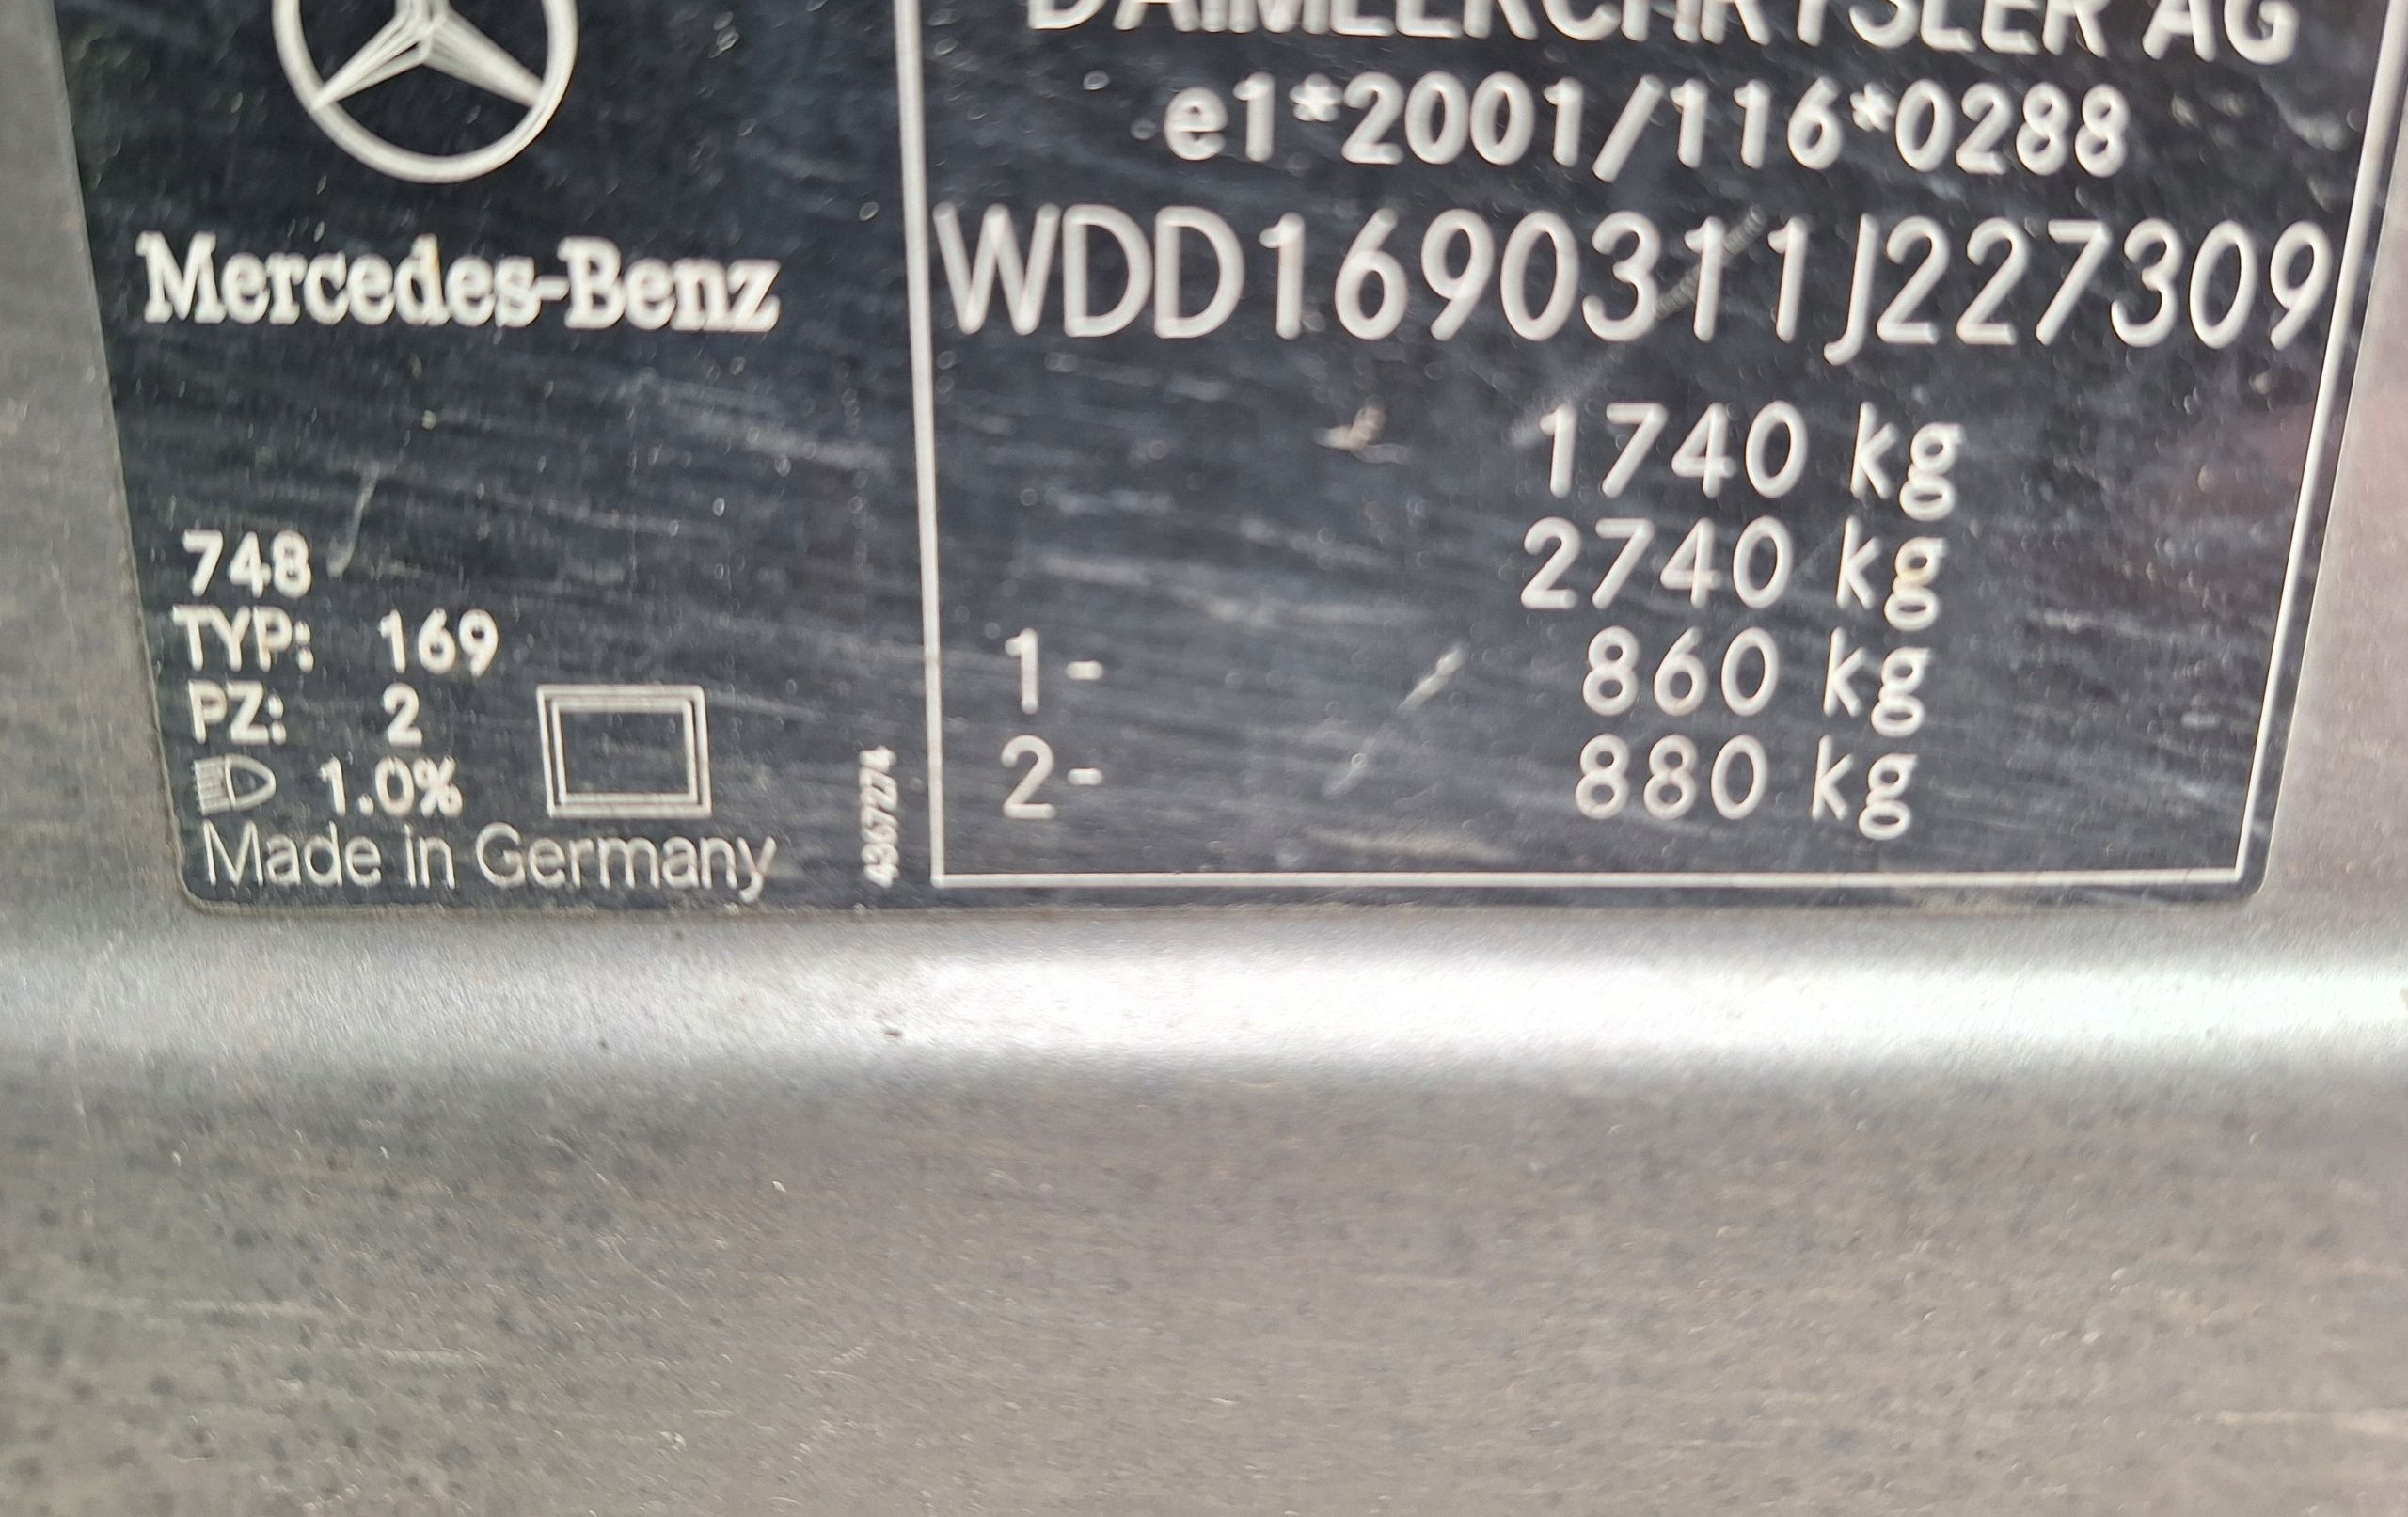 Mercedes-Benz
748
TYP: 169
PZ: 2
1.0%
Made in Germany
43672274
DAIMLERCHRYSLER AG
e1*2001/116*0288
WDD1690311J227309
1740 kg
2740 kg
1- 860 kg
2- 880 kg